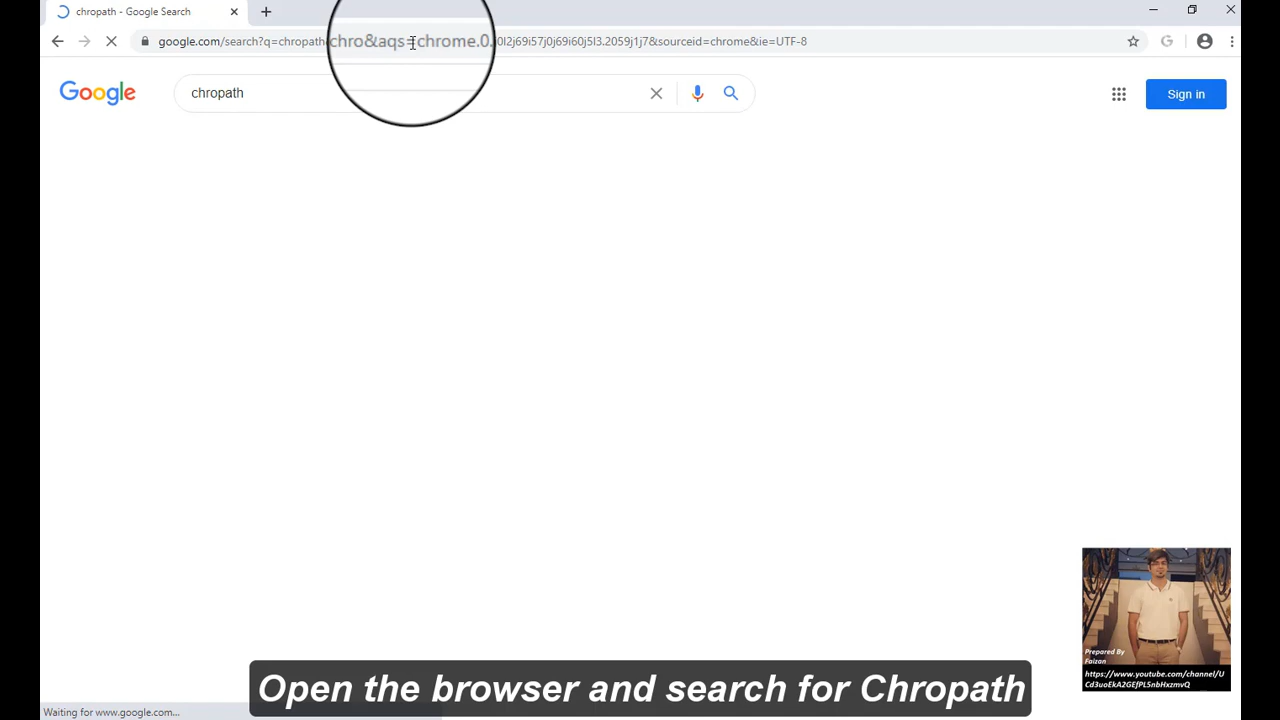 chropath - Google Search
google.com/search?q=chropath
chro&aqs=chrome.0.
0l2j69i57j0j69i60j5l3.2059j1j7&sourceid=chrome&ie=UTF-8
Google
chropath
Sign in
Prepared By
Faizan
https://www.youtube.com/channel/U
Cd3uoEkA2GEfPL5nbHxzmvQ
Open the browser and search for Chropath
Waiting for www.google.com...